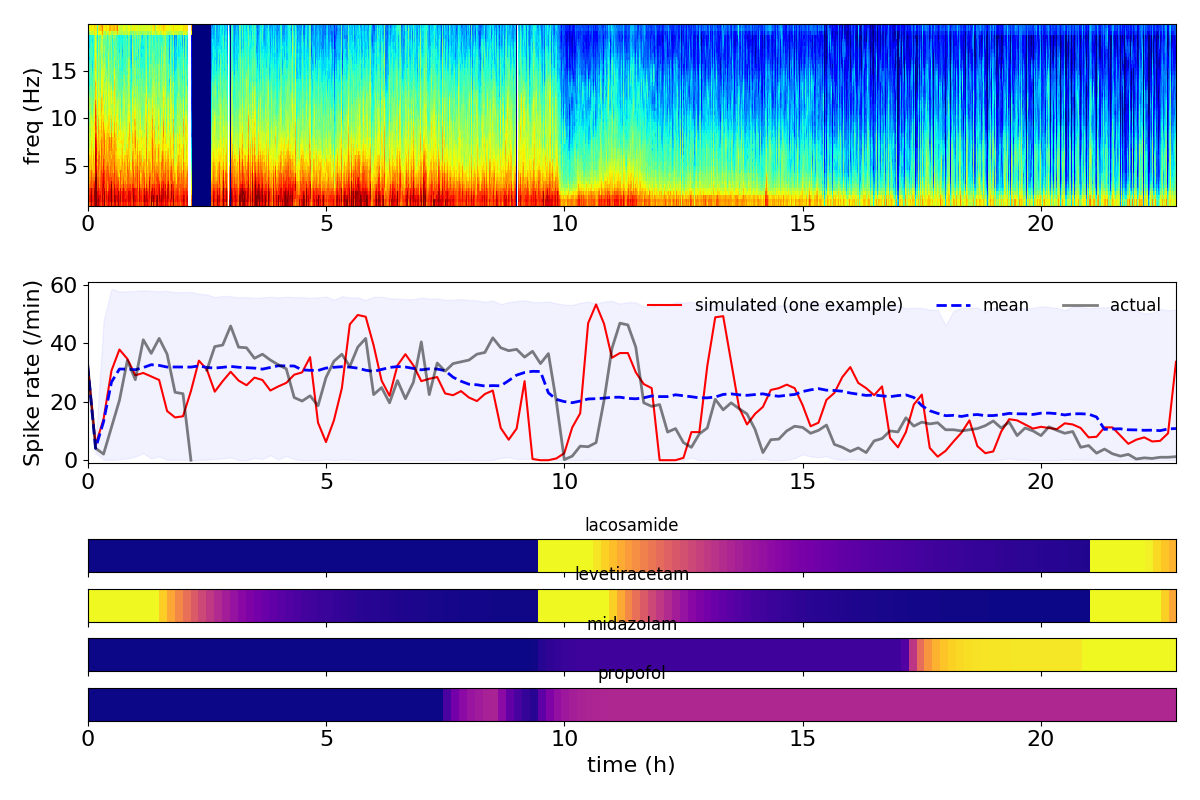 freq (Hz)
15
10
5
0 5 10 15 20
Spike rate (/min)
60
40
20
0
simulated (one example) mean actual
0 5 10 15 20
lacosamide
levetiracetam
midazolam
propofol
0 5 10 15 20
time (h)